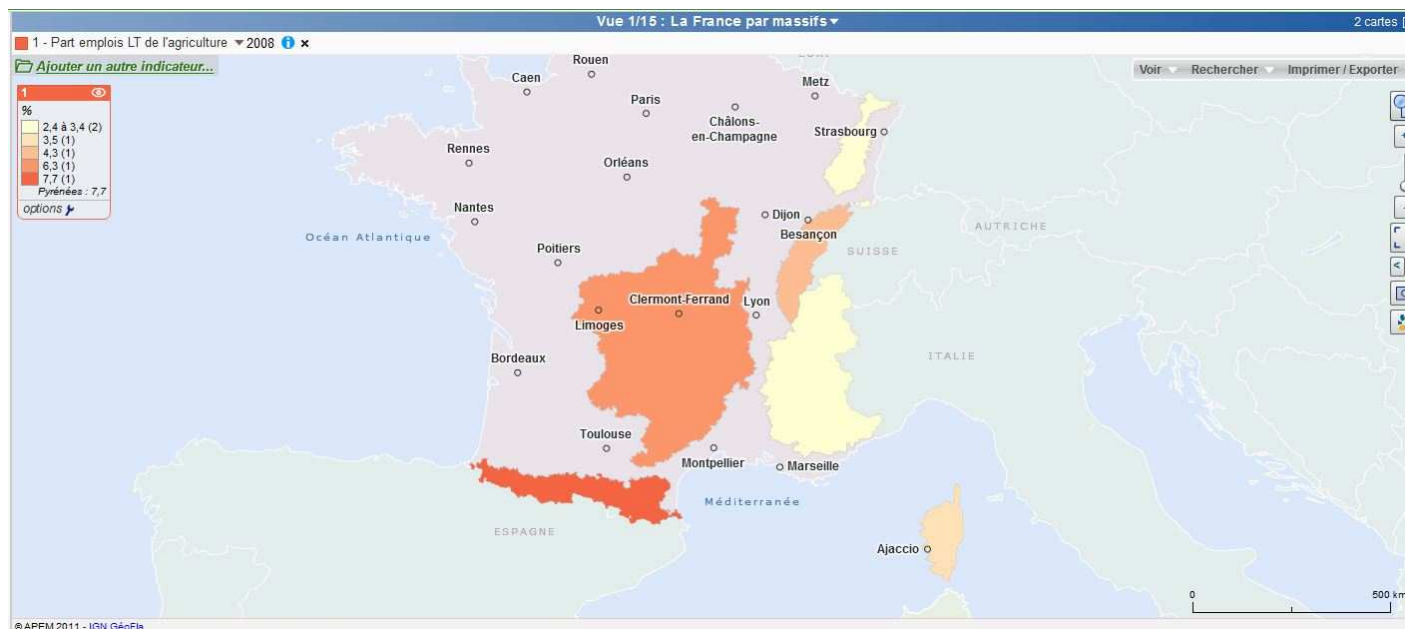 Vue 1/15 : La France par massifs
2 cartes
1 - Part emplois LT de l'agriculture 2008
Ajouter un autre indicateur...
Voir Rechercher Imprimer / Exporter
1
%
2,4 à 3,4 (2)
3,5 (1)
4,3 (1)
6,3 (1)
7,7 (1)
Pyrénées : 7,7
options
Rouen
Caen
Metz
Paris
Châlons-
en-Champagne
Strasbourg
Rennes
Orléans
Nantes
Dijon
Besançon
AUTRICHE
Océan Atlantique
SUISSE
Poitiers
Clermont-Ferrand
Lyon
Limoges
Bordeaux
ITALIE
Toulouse
Montpellier
Marseille
Méditerranée
ESPAGNE
Ajaccio
0
500 km
© APEM 2011 - IGN GéoFla